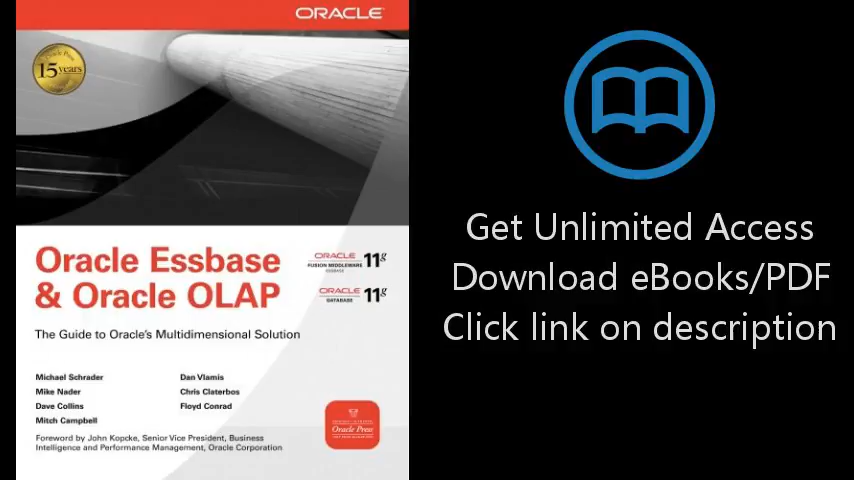 ORACLE
15 years
Oracle Essbase
& Oracle OLAP
ORACLE
FUSION MIDDLEWARE
ESSBASE
11g
ORACLE
DATABASE
11g
The Guide to Oracle's Multidimensional Solution
Michael Schrader
Mike Nader
Dave Collins
Mitch Campbell
Dan Vlamis
Chris Claterbos
Floyd Conrad
Foreword by John Kopcke, Senior Vice President, Business
Intelligence and Performance Management, Oracle Corporation
Oracle Press
Get Unlimited Access
Download eBooks/PDF
Click link on description